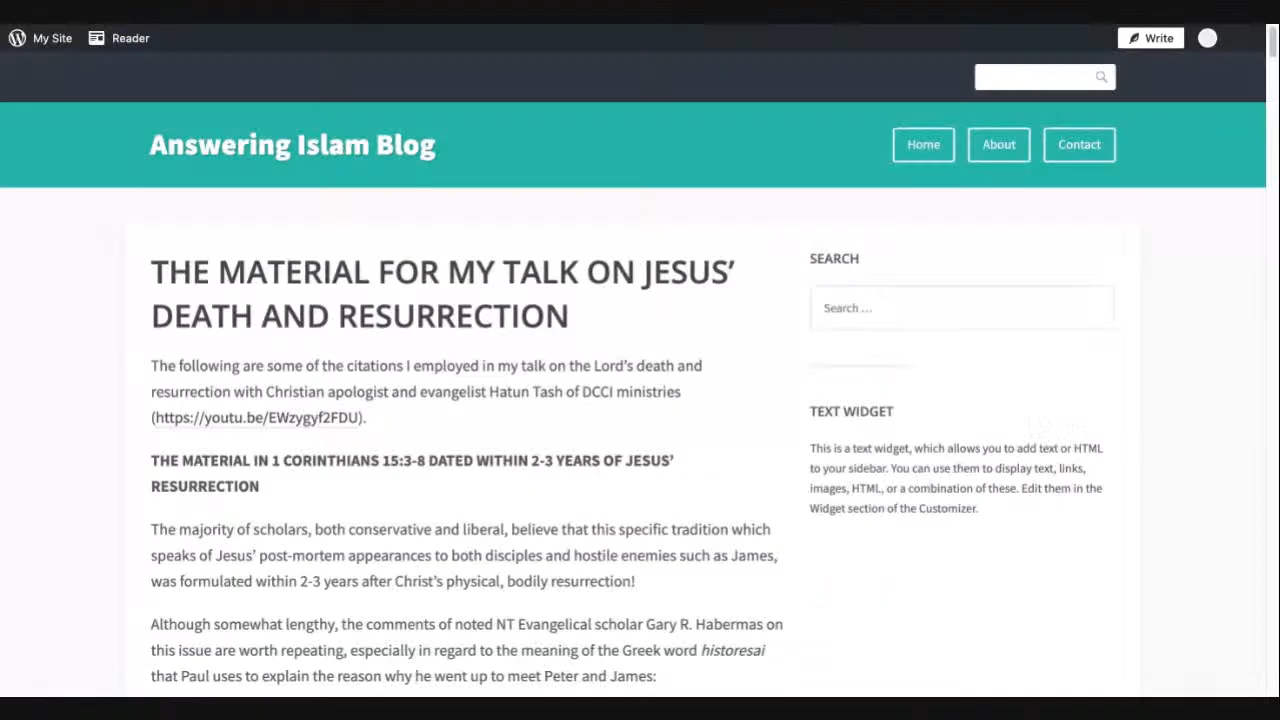 My Site Reader Write
Answering Islam Blog Home About Contact
THE MATERIAL FOR MY TALK ON JESUS’
DEATH AND RESURRECTION
The following are some of the citations I employed in my talk on the Lord’s death and
resurrection with Christian apologist and evangelist Hatun Tash of DCCI ministries
(https://youtu.be/EWzygyf2FDU).
THE MATERIAL IN 1 CORINTHIANS 15:3-8 DATED WITHIN 2-3 YEARS OF JESUS’
RESURRECTION
The majority of scholars, both conservative and liberal, believe that this specific tradition which
speaks of Jesus’ post-mortem appearances to both disciples and hostile enemies such as James,
was formulated within 2-3 years after Christ’s physical, bodily resurrection!
Although somewhat lengthy, the comments of noted NT Evangelical scholar Gary R. Habermas on
this issue are worth repeating, especially in regard to the meaning of the Greek word historesai
that Paul uses to explain the reason why he went up to meet Peter and James:
SEARCH
Search …
TEXT WIDGET
This is a text widget, which allows you to add text or HTML
to your sidebar. You can use them to display text, links,
images, HTML, or a combination of these. Edit them in the
Widget section of the Customizer.